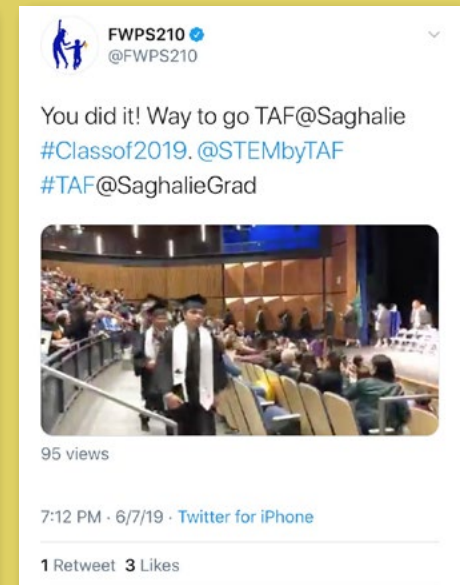 FWPS210
@FWPS210
You did it! Way to go TAF@Saghalie
#Classof2019. @STEMbyTAF
#TAF@SaghalieGrad
95 views
7:12 PM · 6/7/19 · Twitter for iPhone
1 Retweet 3 Likes